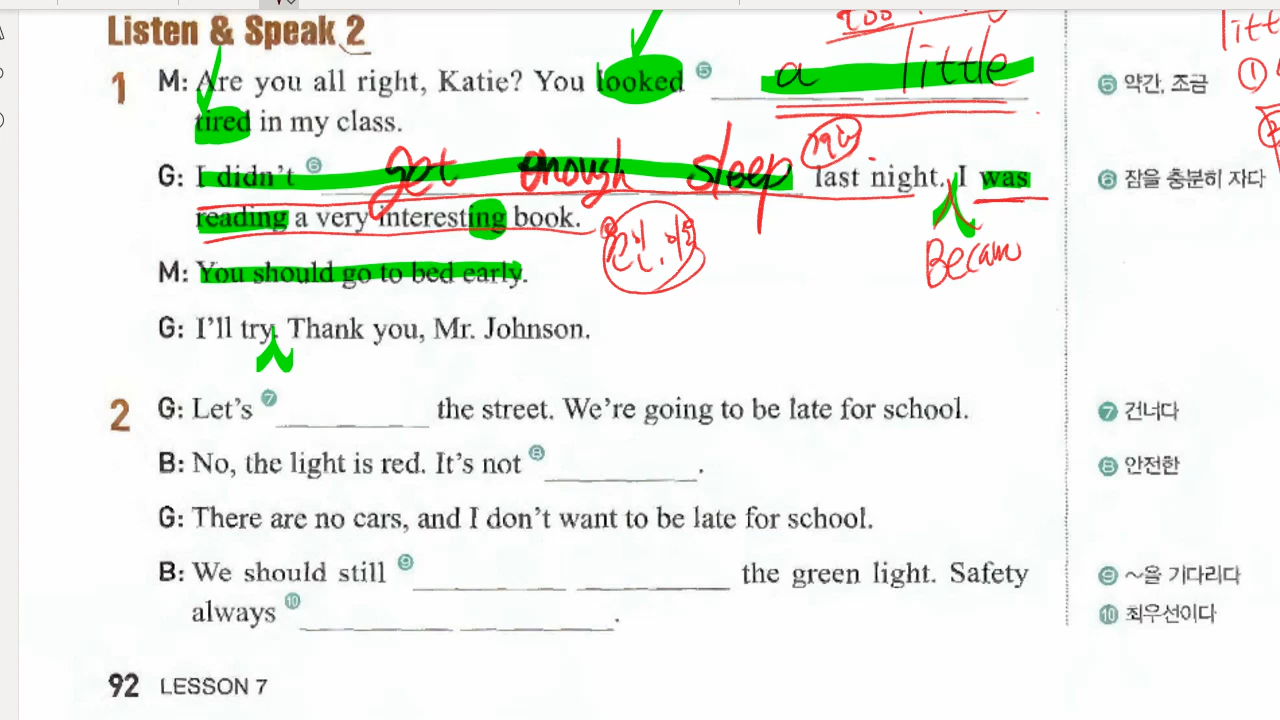 Listen & Speak 2
1 M: Are you all right, Katie? You looked ⑤ a little ⑤ 약간, 조금
tired in my class.
G: I didn't ⑥ get enough sleep last night. I was ⑥ 잠을 충분히 자다
reading a very interesting book.
원인, 이유
M: You should go to bed early.
G: I'll try. Thank you, Mr. Johnson.
2 G: Let's ⑦ ________ the street. We're going to be late for school. ⑦ 건너다
B: No, the light is red. It's not ⑧ ________. ⑧ 안전한
G: There are no cars, and I don't want to be late for school.
B: We should still ⑨ ________ ________ the green light. Safety ⑨ ～을 기다리다
always ⑩ ________ ________. ⑩ 최우선이다
92 LESSON 7